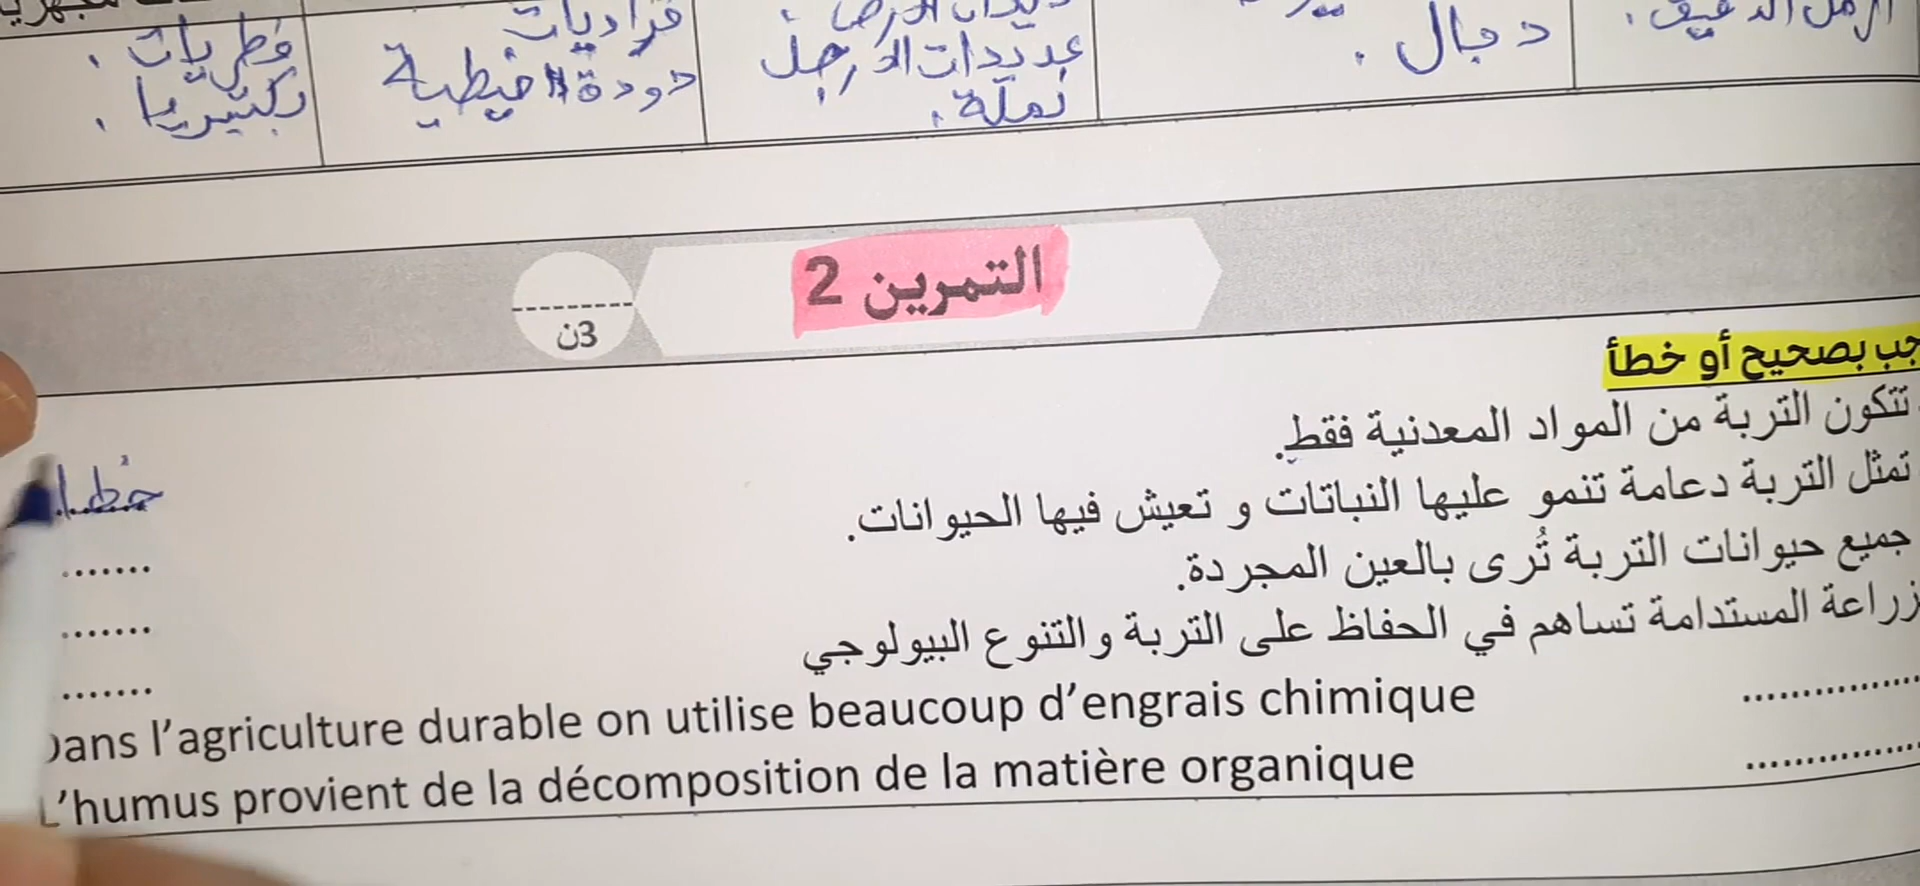 فطريات .
بكتيريا .
قراديات
دودة خيطية
عديدات الأرجل
نملة .
دبال .
التمرين 2
3ن
بصحيح أو خطأ
تتكون التربة من المواد المعدنية فقط.
خطأ
تمثل التربة دعامة تنمو عليها النباتات و تعيش فيها الحيوانات.
.......
جميع حيوانات التربة تُرى بالعين المجردة.
.......
زراعة المستدامة تساهم في الحفاظ على التربة والتنوع البيولوجي
.......
Dans l’agriculture durable on utilise beaucoup d’engrais chimique ................
L’humus provient de la décomposition de la matière organique ................